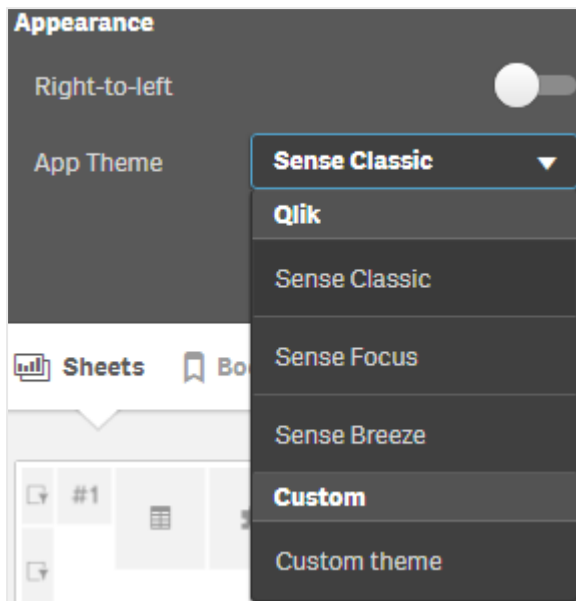 Appearance
Right-to-left
App Theme
Sense Classic
Qlik
Sense Classic
Sense Focus
Sense Breeze
Custom
Custom theme
Sheets
#1